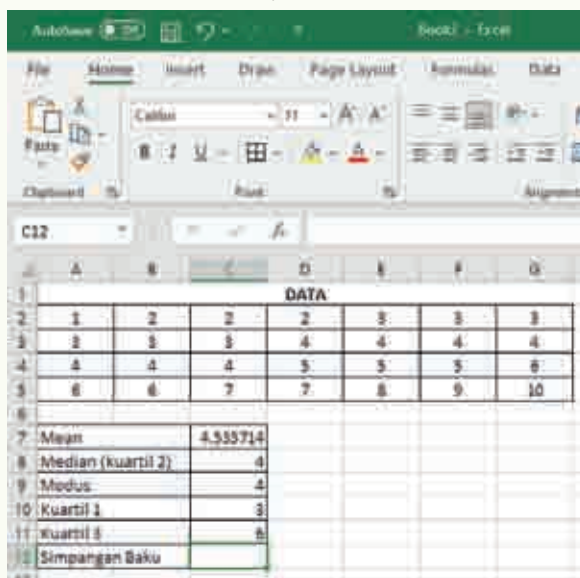 AutoSave Off Book1 - Excel
File Home Insert Draw Page Layout Formulas Data
Paste Calibri 11 A A
B I U A
Clipboard Font Alignment
C12 fx
A B C D E F G
1 DATA
2 1 2 2 2 3 3 3
3 3 3 3 4 4 4 4
4 4 4 4 5 5 5 6
5 6 6 7 7 8 9 10
6
7 Mean 4.535714
8 Median (kuartil 2) 4
9 Modus 4
10 Kuartil 1 3
11 Kuartil 3 6
12 Simpangan Baku